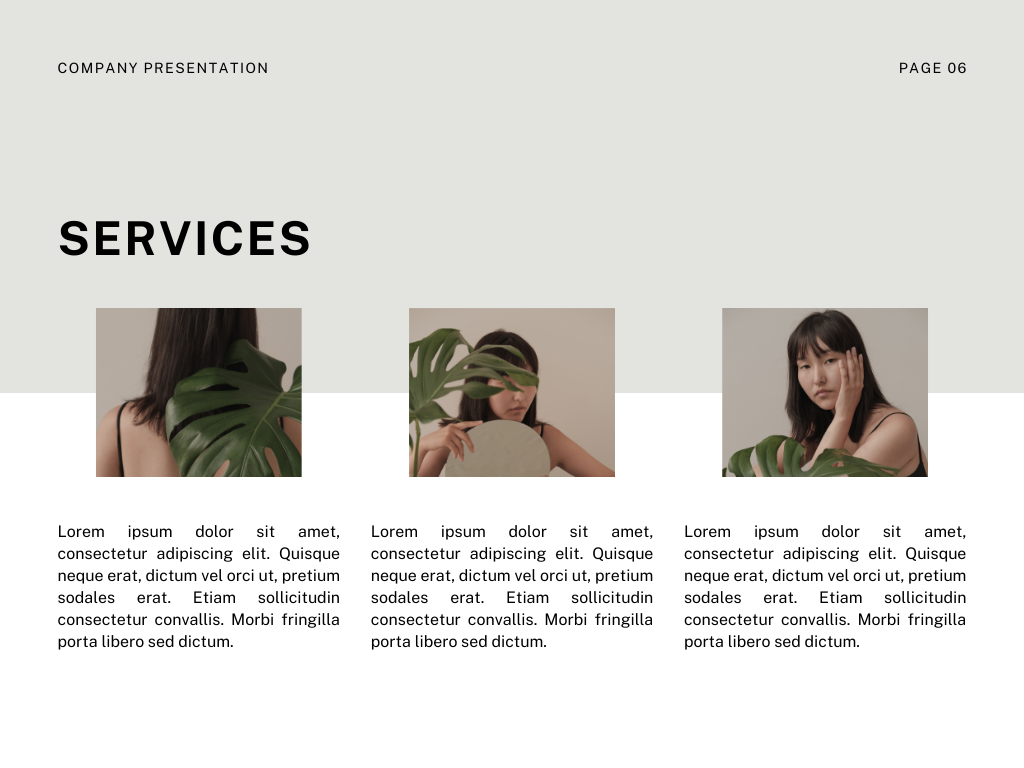 COMPANY PRESENTATION
PAGE 06
SERVICES
Lorem ipsum dolor sit amet,
consectetur adipiscing elit. Quisque
neque erat, dictum vel orci ut, pretium
sodales erat. Etiam sollicitudin
consectetur convallis. Morbi fringilla
porta libero sed dictum.
Lorem ipsum dolor sit amet,
consectetur adipiscing elit. Quisque
neque erat, dictum vel orci ut, pretium
sodales erat. Etiam sollicitudin
consectetur convallis. Morbi fringilla
porta libero sed dictum.
Lorem ipsum dolor sit amet,
consectetur adipiscing elit. Quisque
neque erat, dictum vel orci ut, pretium
sodales erat. Etiam sollicitudin
consectetur convallis. Morbi fringilla
porta libero sed dictum.